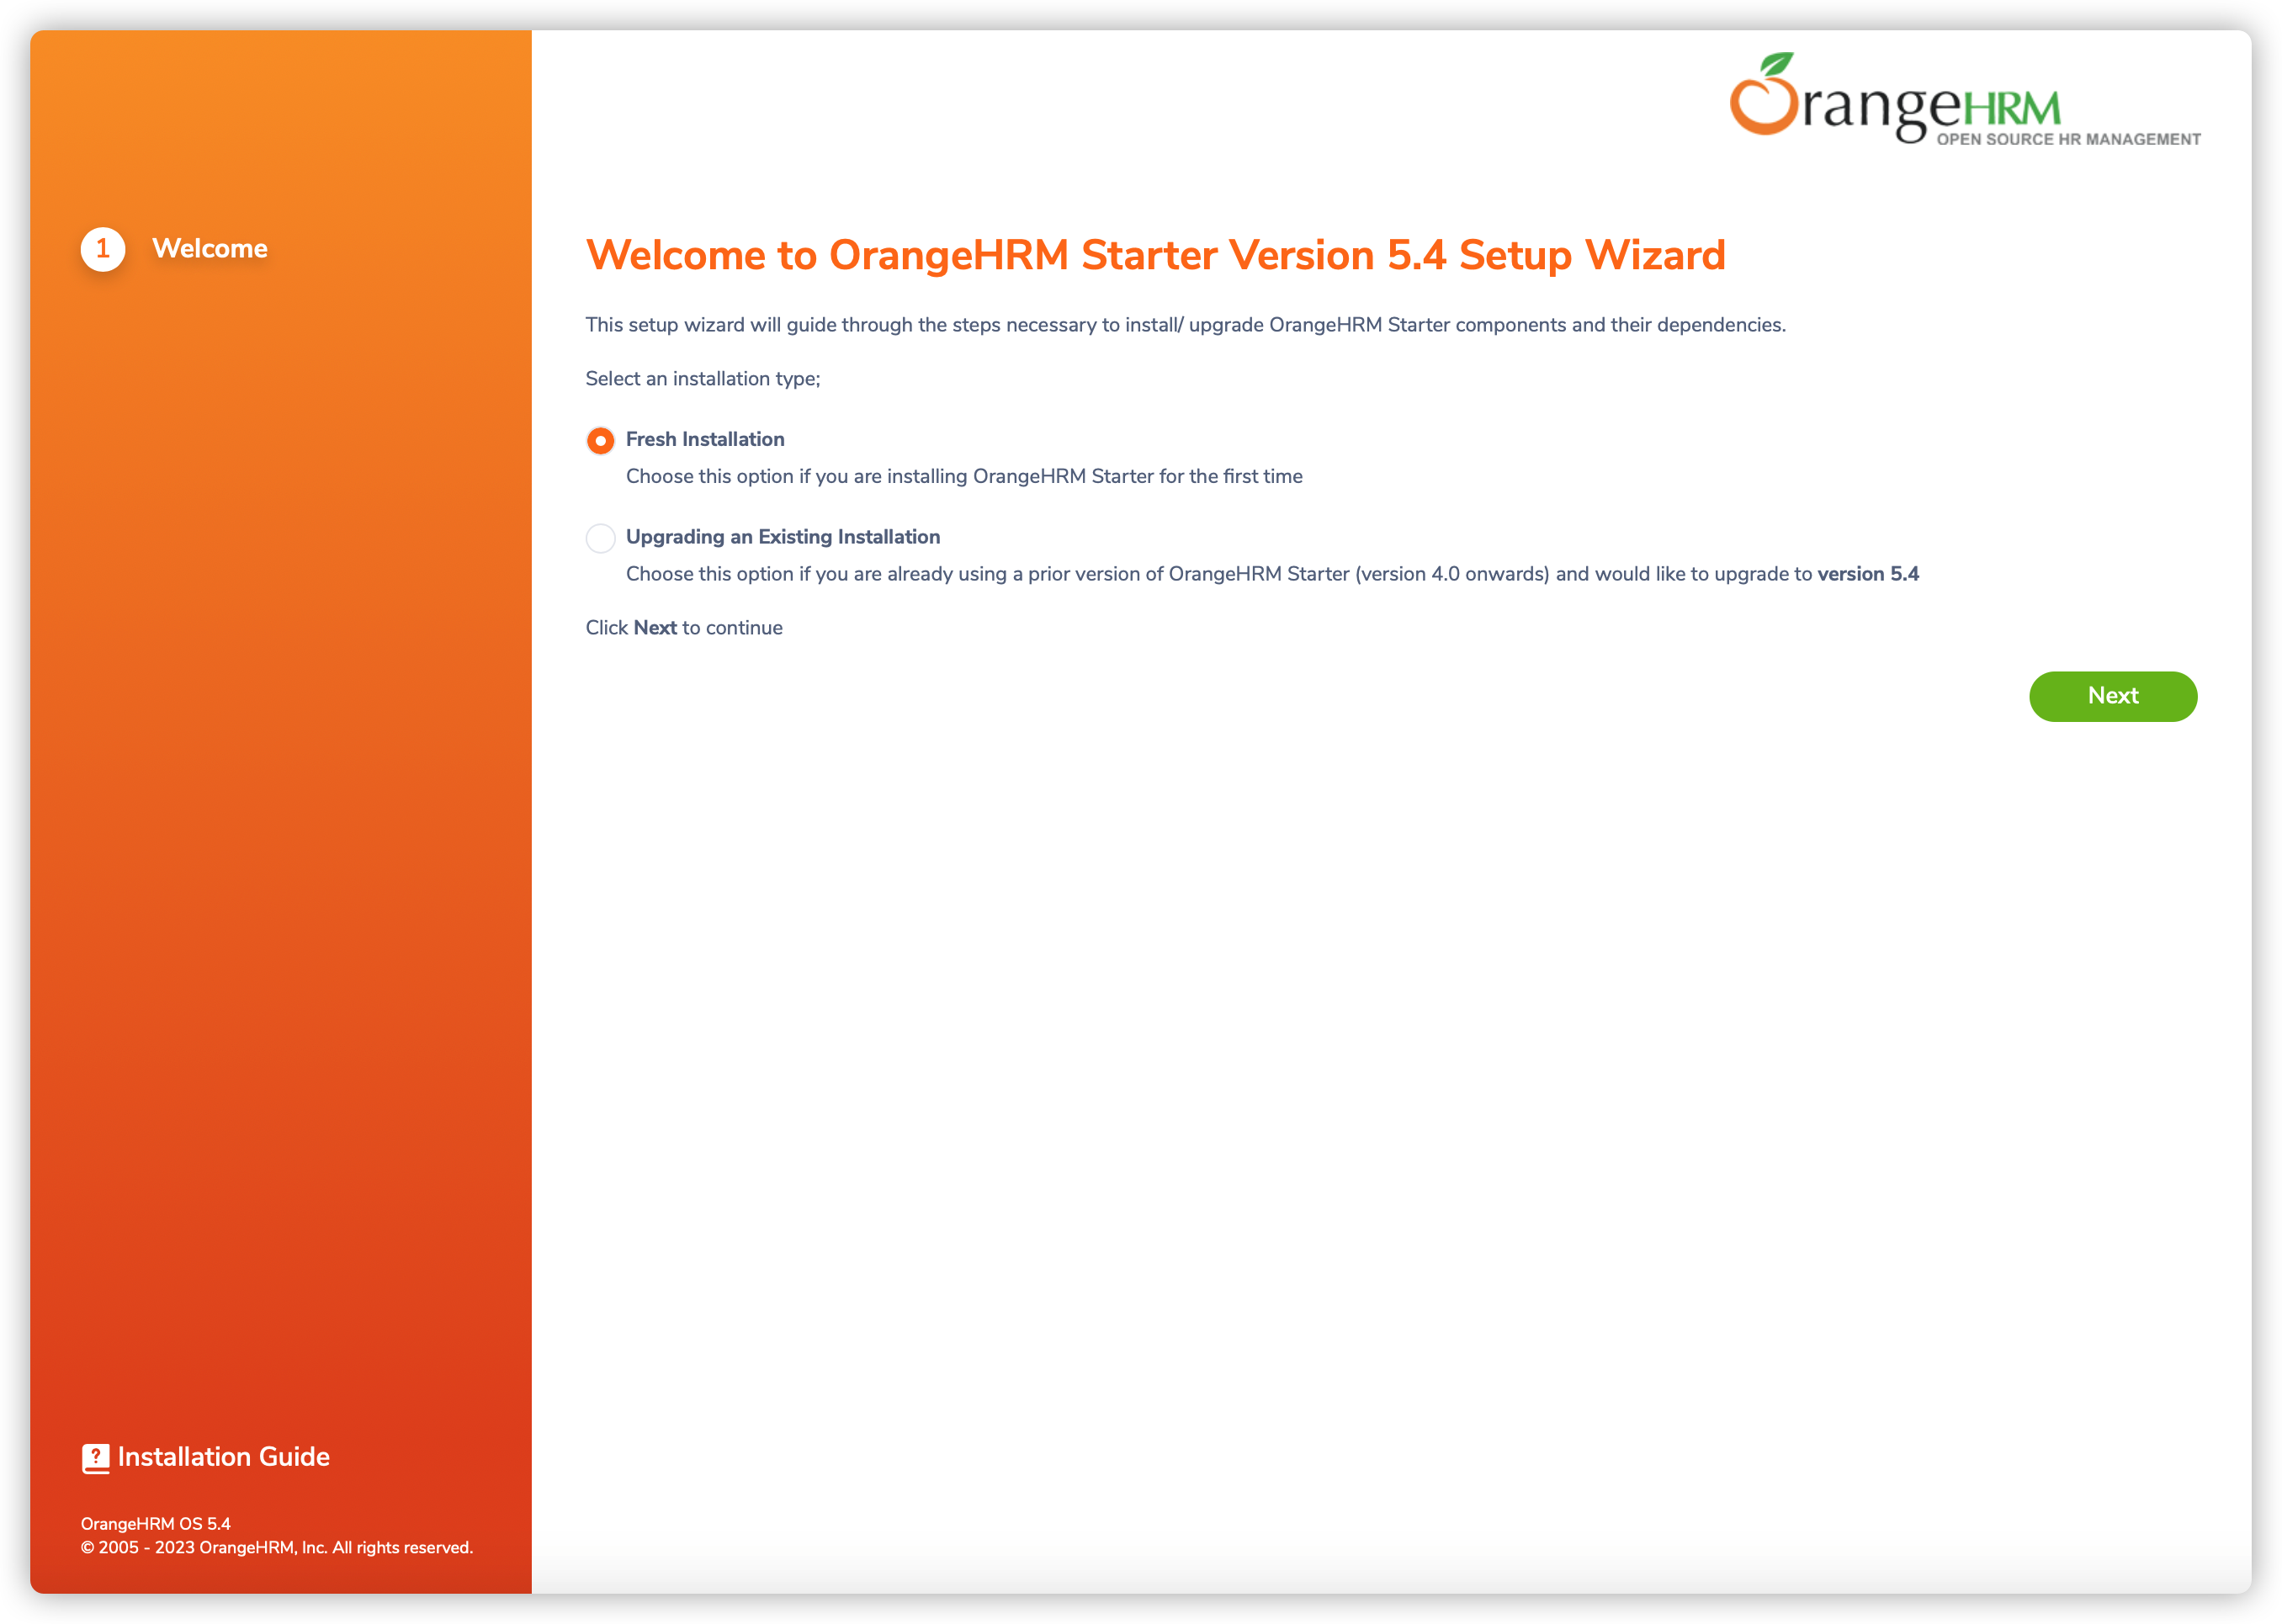 OrangeHRM
OPEN SOURCE HR MANAGEMENT
1 Welcome
Welcome to OrangeHRM Starter Version 5.4 Setup Wizard
This setup wizard will guide through the steps necessary to install/ upgrade OrangeHRM Starter components and their dependencies.
Select an installation type;
Fresh Installation
Choose this option if you are installing OrangeHRM Starter for the first time
Upgrading an Existing Installation
Choose this option if you are already using a prior version of OrangeHRM Starter (version 4.0 onwards) and would like to upgrade to version 5.4
Click Next to continue
Next
? Installation Guide
OrangeHRM OS 5.4
© 2005 - 2023 OrangeHRM, Inc. All rights reserved.